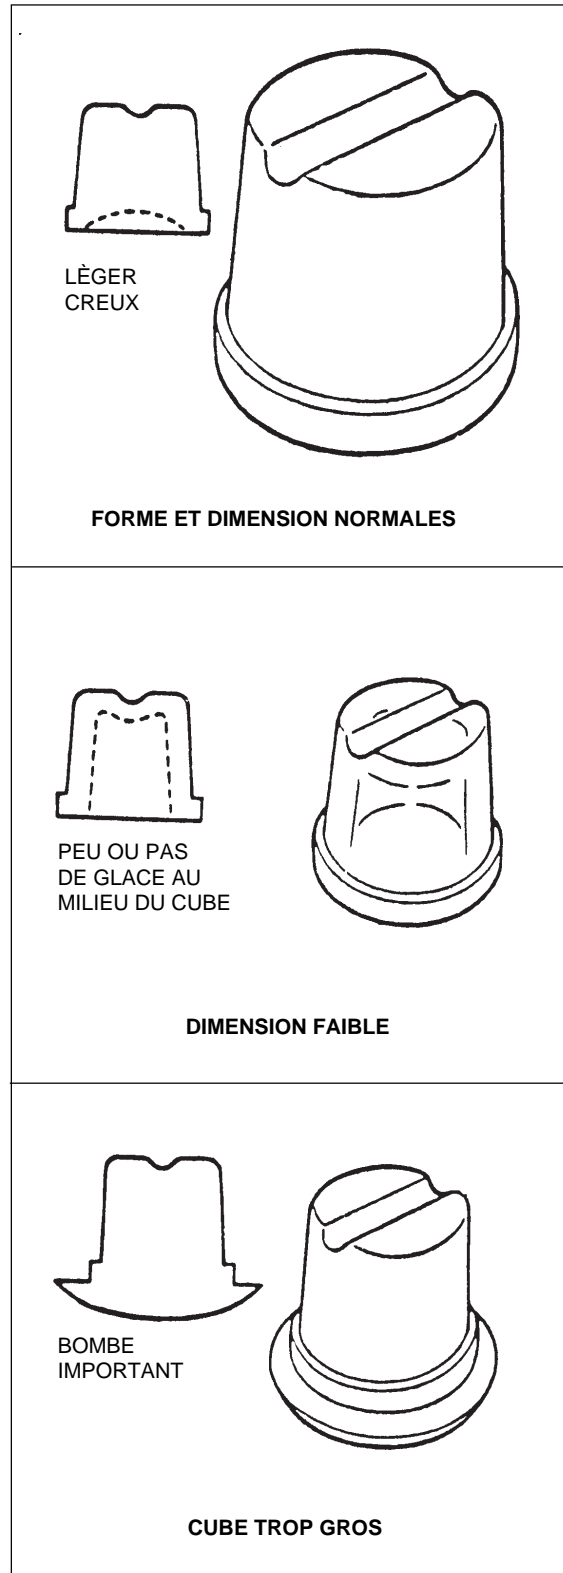 LÈGER
CREUX
FORME ET DIMENSION NORMALES
PEU OU PAS
DE GLACE AU
MILIEU DU CUBE
DIMENSION FAIBLE
BOMBE
IMPORTANT
CUBE TROP GROS